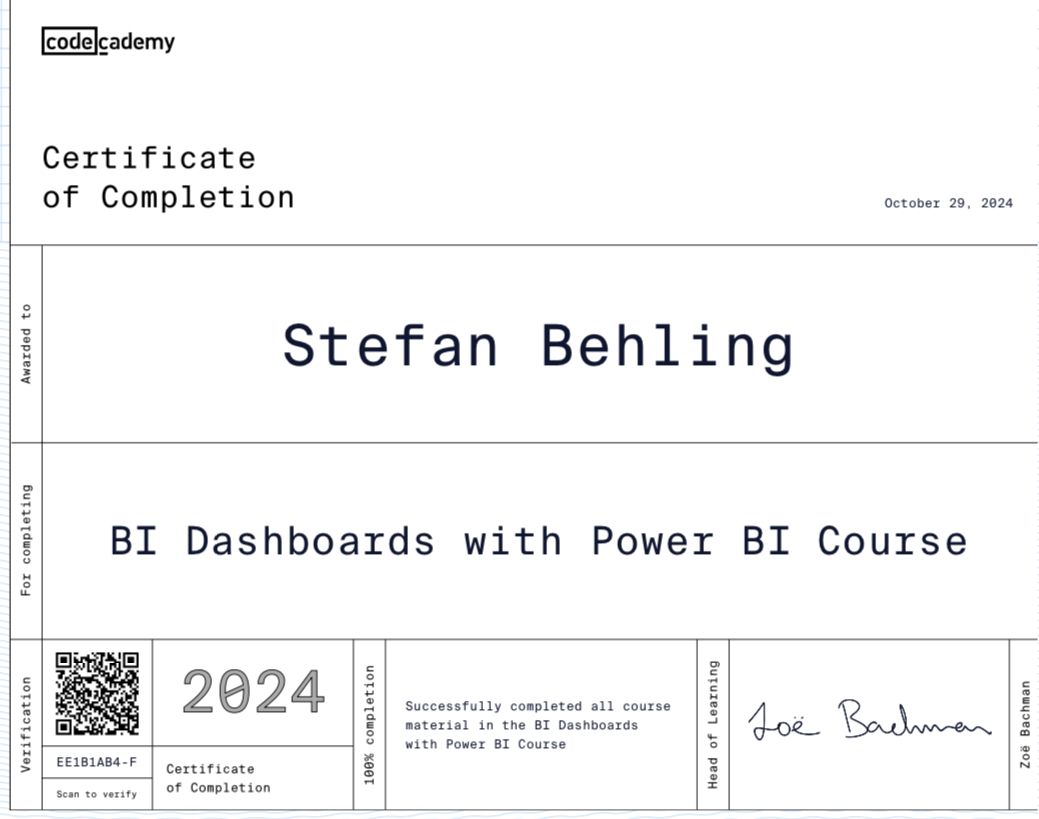 codecademy
Certificate
of Completion
October 29, 2024
Awarded to
Stefan Behling
For completing
BI Dashboards with Power BI Course
Verification
EE1B1AB4-F
Scan to verify
2024
Certificate
of Completion
100% completion
Successfully completed all course
material in the BI Dashboards
with Power BI Course
Head of Learning
Zoë Bachman
Zoë Bachman